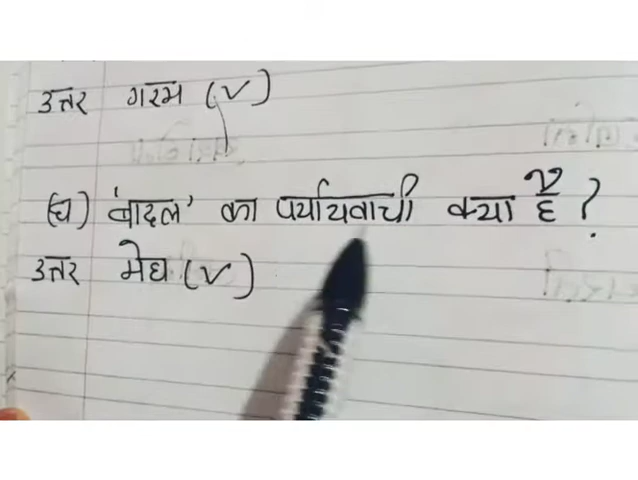 उत्तर गरम (✓)
(घ) 'बादल' का पर्यायवाची क्या है ?
उत्तर मेघ (✓)